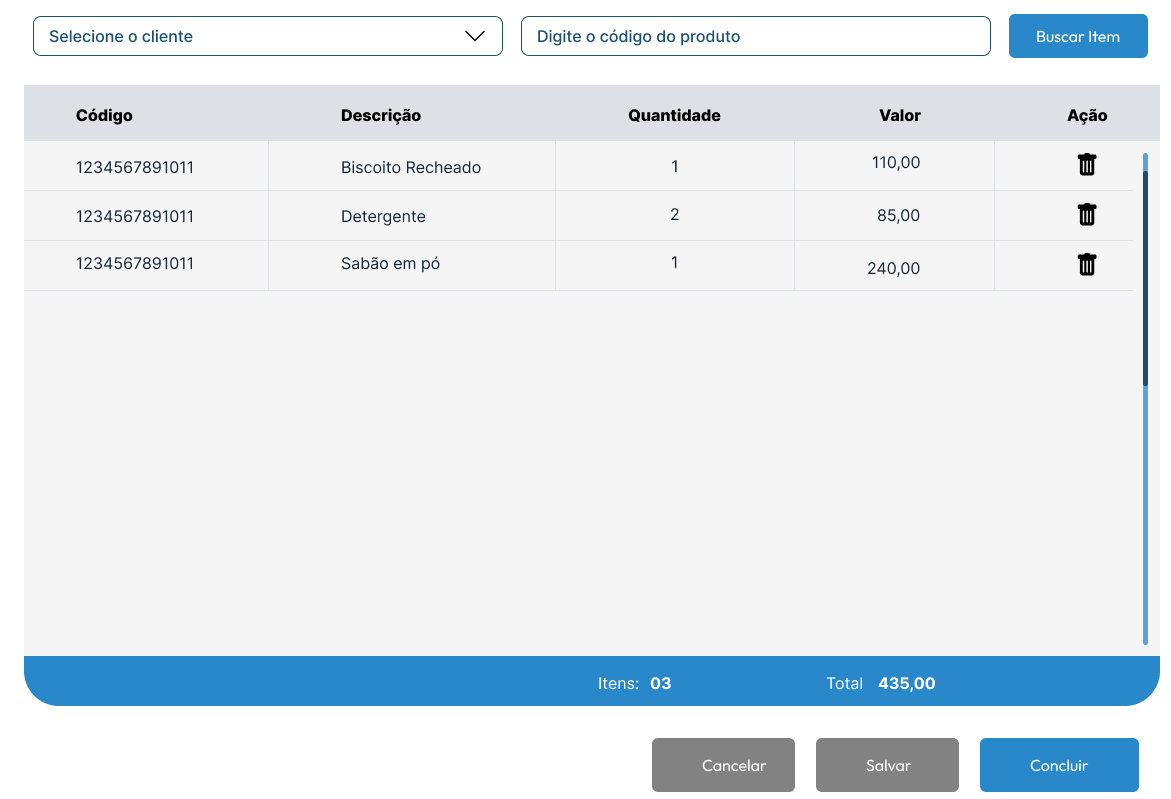 Selecione o cliente Digite o código do produto Buscar Item
Código Descrição Quantidade Valor Ação
1234567891011 Biscoito Recheado 1 110,00
1234567891011 Detergente 2 85,00
1234567891011 Sabão em pó 1 240,00
Itens: 03 Total 435,00
Cancelar Salvar Concluir